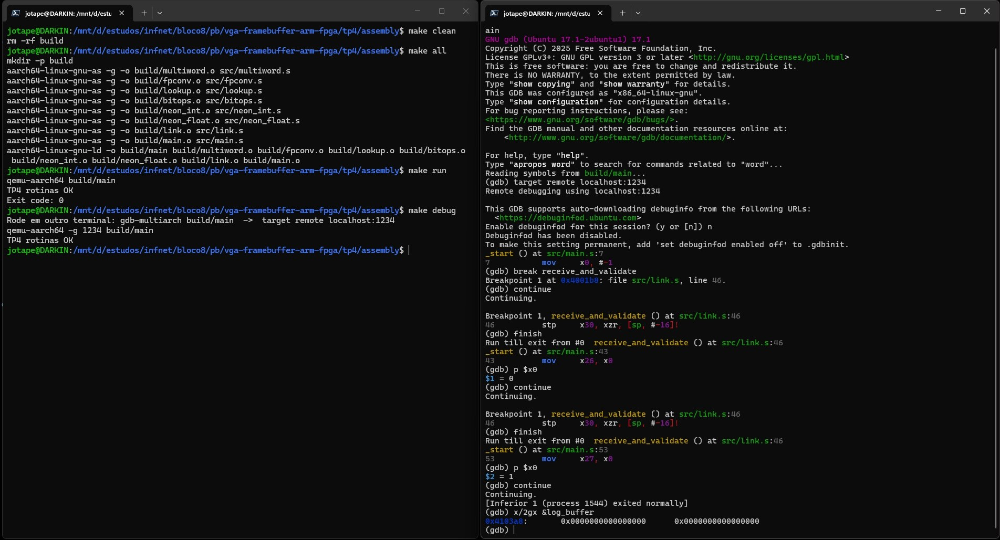 jotape@DARKIN: /mnt/d/estu
jotape@DARKIN:/mnt/d/estudos/infnet/bloco8/pb/vga-framebuffer-arm-fpga/tp4/assembly$ make clean
rm -rf build
jotape@DARKIN:/mnt/d/estudos/infnet/bloco8/pb/vga-framebuffer-arm-fpga/tp4/assembly$ make all
mkdir -p build
aarch64-linux-gnu-as -g -o build/multiword.o src/multiword.s
aarch64-linux-gnu-as -g -o build/fpconv.o src/fpconv.s
aarch64-linux-gnu-as -g -o build/lookup.o src/lookup.s
aarch64-linux-gnu-as -g -o build/bitops.o src/bitops.s
aarch64-linux-gnu-as -g -o build/neon_int.o src/neon_int.s
aarch64-linux-gnu-as -g -o build/neon_float.o src/neon_float.s
aarch64-linux-gnu-as -g -o build/link.o src/link.s
aarch64-linux-gnu-as -g -o build/main.o src/main.s
aarch64-linux-gnu-ld -o build/main build/multiword.o build/fpconv.o build/lookup.o build/bitops.o
 build/neon_int.o build/neon_float.o build/link.o build/main.o
jotape@DARKIN:/mnt/d/estudos/infnet/bloco8/pb/vga-framebuffer-arm-fpga/tp4/assembly$ make run
qemu-aarch64 build/main
TP4 rotinas OK
Exit code: 0
jotape@DARKIN:/mnt/d/estudos/infnet/bloco8/pb/vga-framebuffer-arm-fpga/tp4/assembly$ make debug
Rode em outro terminal: gdb-multiarch build/main  ->  target remote localhost:1234
qemu-aarch64 -g 1234 build/main
TP4 rotinas OK
jotape@DARKIN:/mnt/d/estudos/infnet/bloco8/pb/vga-framebuffer-arm-fpga/tp4/assembly$
jotape@DARKIN: /mnt/d/estu
ain
GNU gdb (Ubuntu 17.1-2ubuntu1) 17.1
Copyright (C) 2025 Free Software Foundation, Inc.
License GPLv3+: GNU GPL version 3 or later <http://gnu.org/licenses/gpl.html>
This is free software: you are free to change and redistribute it.
There is NO WARRANTY, to the extent permitted by law.
Type "show copying" and "show warranty" for details.
This GDB was configured as "x86_64-linux-gnu".
Type "show configuration" for configuration details.
For bug reporting instructions, please see:
<https://www.gnu.org/software/gdb/bugs/>.
Find the GDB manual and other documentation resources online at:
    <http://www.gnu.org/software/gdb/documentation/>.
For help, type "help".
Type "apropos word" to search for commands related to "word"...
Reading symbols from build/main...
(gdb) target remote localhost:1234
Remote debugging using localhost:1234
This GDB supports auto-downloading debuginfo from the following URLs:
  <https://debuginfod.ubuntu.com>
Enable debuginfod for this session? (y or [n]) n
Debuginfod has been disabled.
To make this setting permanent, add 'set debuginfod enabled off' to .gdbinit.
_start () at src/main.s:7
7           mov     x0, #-1
(gdb) break receive_and_validate
Breakpoint 1 at 0x4001b8: file src/link.s, line 46.
(gdb) continue
Continuing.
Breakpoint 1, receive_and_validate () at src/link.s:46
46          stp     x30, xzr, [sp, #-16]!
(gdb) finish
Run till exit from #0  receive_and_validate () at src/link.s:46
_start () at src/main.s:43
43          mov     x26, x0
(gdb) p $x0
$1 = 0
(gdb) continue
Continuing.
Breakpoint 1, receive_and_validate () at src/link.s:46
46          stp     x30, xzr, [sp, #-16]!
(gdb) finish
Run till exit from #0  receive_and_validate () at src/link.s:46
_start () at src/main.s:53
53          mov     x27, x0
(gdb) p $x0
$2 = 1
(gdb) continue
Continuing.
[Inferior 1 (process 1544) exited normally]
(gdb) x/2gx &log_buffer
0x4103a8:       0x0000000000000000      0x0000000000000000
(gdb)